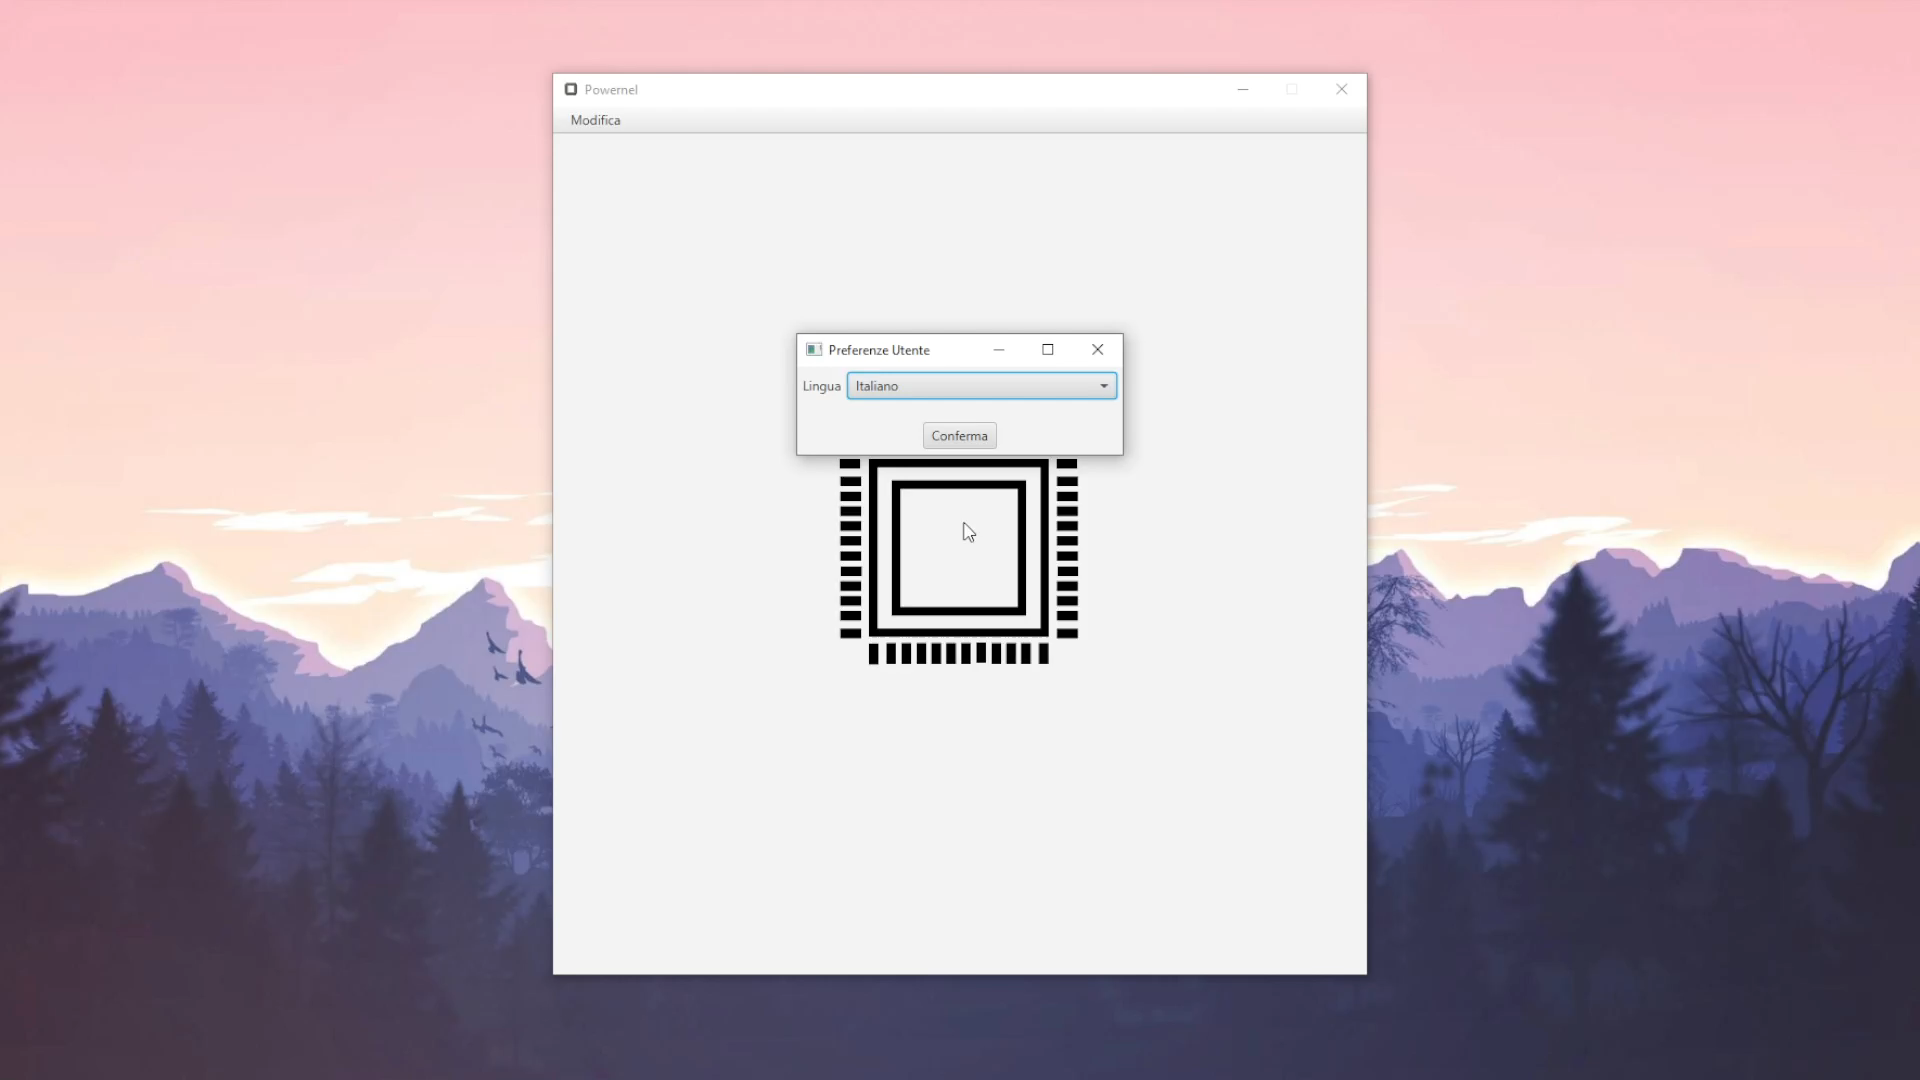 Powernel
Modifica
Preferenze Utente
Lingua Italiano
Conferma